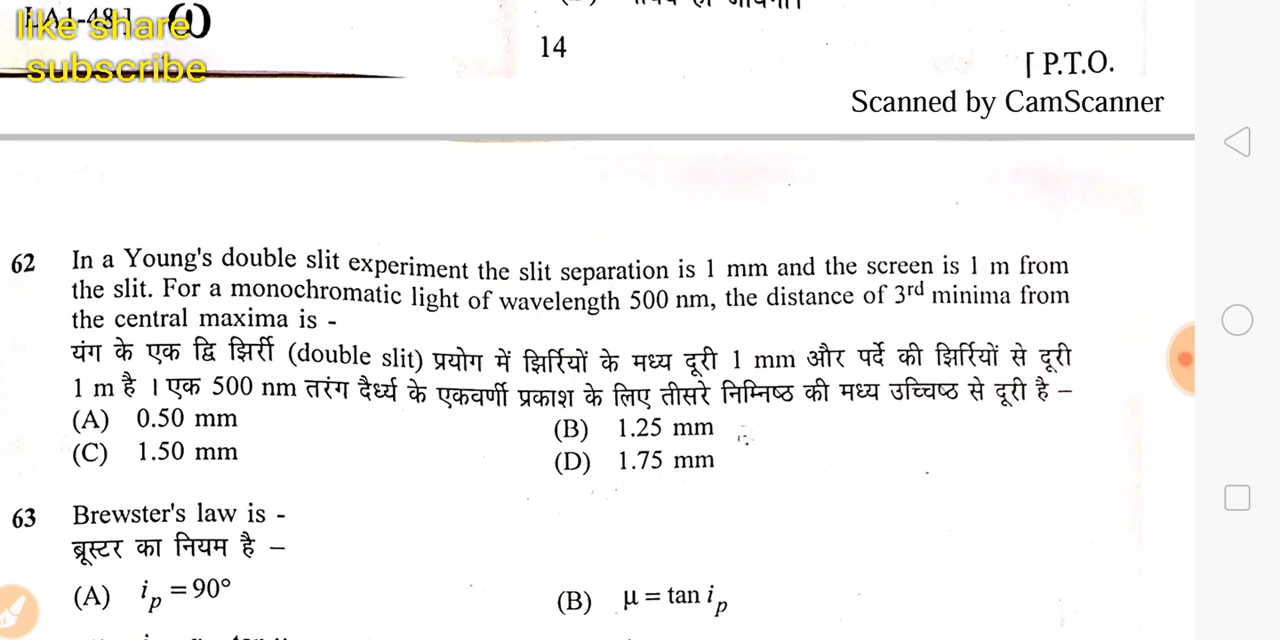 LA1-48 ]
like share
subscribe
14
[ P.T.O.
Scanned by CamScanner
62 In a Young's double slit experiment the slit separation is 1 mm and the screen is 1 m from
the slit. For a monochromatic light of wavelength 500 nm, the distance of 3rd minima from
the central maxima is -
यंग के एक द्वि झिर्री (double slit) प्रयोग में झिर्रियों के मध्य दूरी 1 mm और पर्दे की झिर्रियों से दूरी
1 m है । एक 500 nm तरंग दैर्ध्य के एकवर्णी प्रकाश के लिए तीसरे निम्निष्ठ की मध्य उच्चिष्ठ से दूरी है –
(A) 0.50 mm (B) 1.25 mm
(C) 1.50 mm (D) 1.75 mm
63 Brewster's law is -
ब्रूस्टर का नियम है –
(A) ip = 90° (B) μ = tan ip